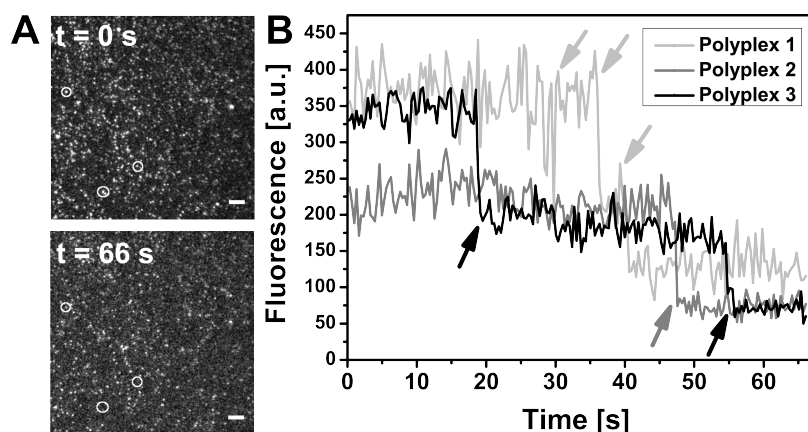 A
t = 0 s
t = 66 s
B
Fluorescence [a.u.]
450
400
350
300
250
200
150
100
50
0
Polyplex 1
Polyplex 2
Polyplex 3
0 10 20 30 40 50 60
Time [s]